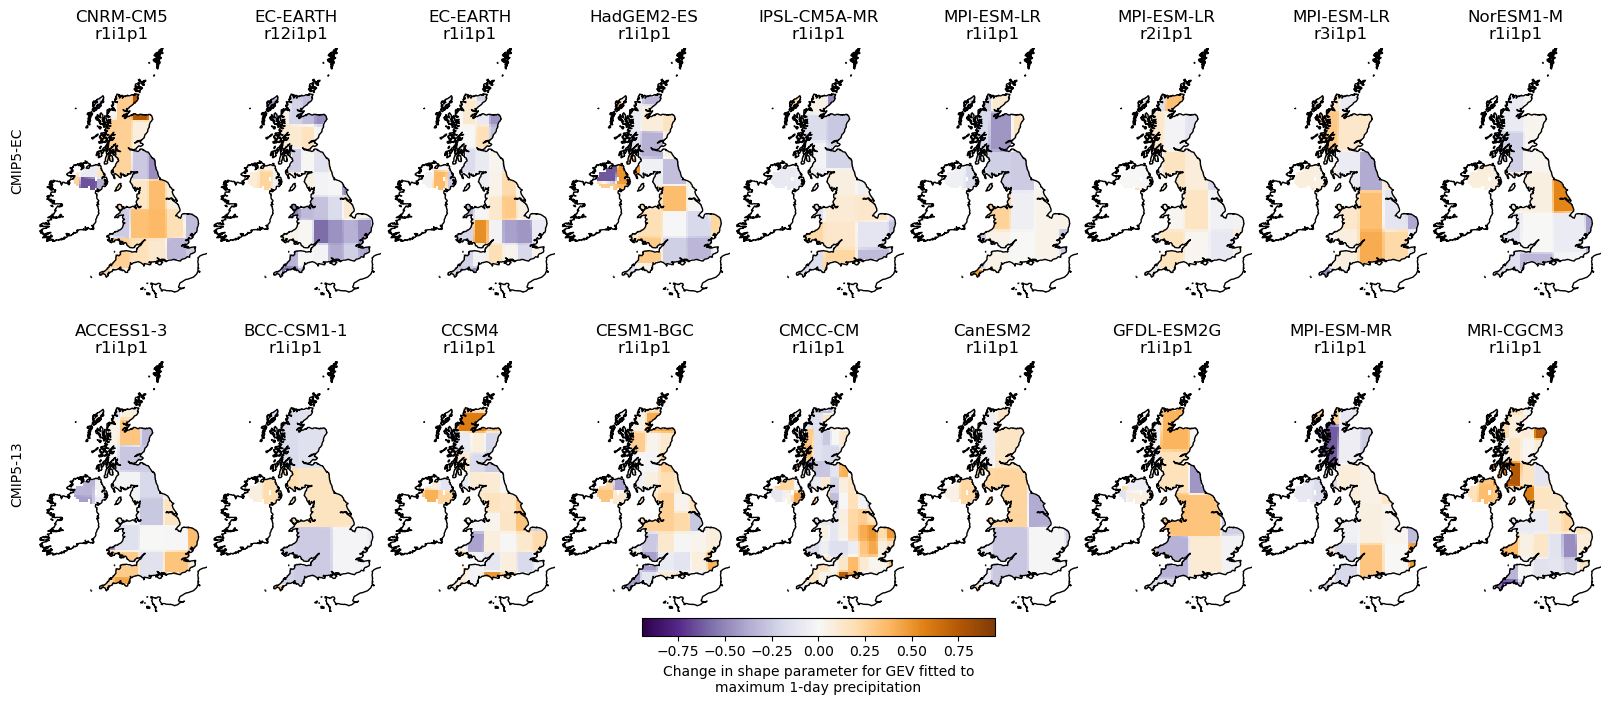 CNRM-CM5 EC-EARTH EC-EARTH HadGEM2-ES IPSL-CM5A-MR MPI-ESM-LR MPI-ESM-LR MPI-ESM-LR NorESM1-M
r1i1p1 r12i1p1 r1i1p1 r1i1p1 r1i1p1 r1i1p1 r2i1p1 r3i1p1 r1i1p1
CMIP5-EC
ACCESS1-3 BCC-CSM1-1 CCSM4 CESM1-BGC CMCC-CM CanESM2 GFDL-ESM2G MPI-ESM-MR MRI-CGCM3
r1i1p1 r1i1p1 r1i1p1 r1i1p1 r1i1p1 r1i1p1 r1i1p1 r1i1p1 r1i1p1
CMIP5-13
−0.75 −0.50 −0.25 0.00 0.25 0.50 0.75
Change in shape parameter for GEV fitted to
maximum 1-day precipitation